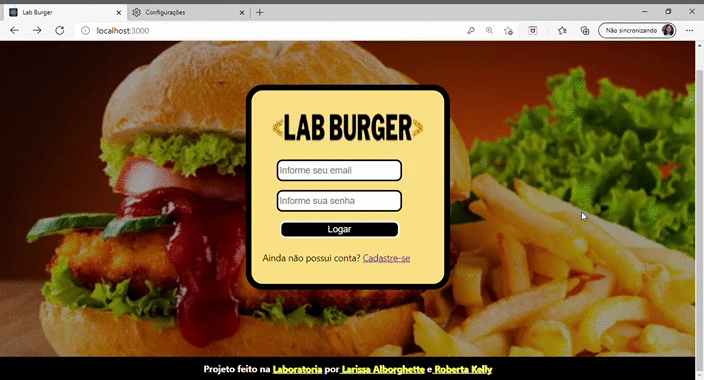 Lab Burger
Configurações
localhost:3000
Não sincronizando
LAB BURGER
Informe seu email
Informe sua senha
Logar
Ainda não possui conta? Cadastre-se
Projeto feito na Laboratoria por Larissa Alborghette e Roberta Kelly